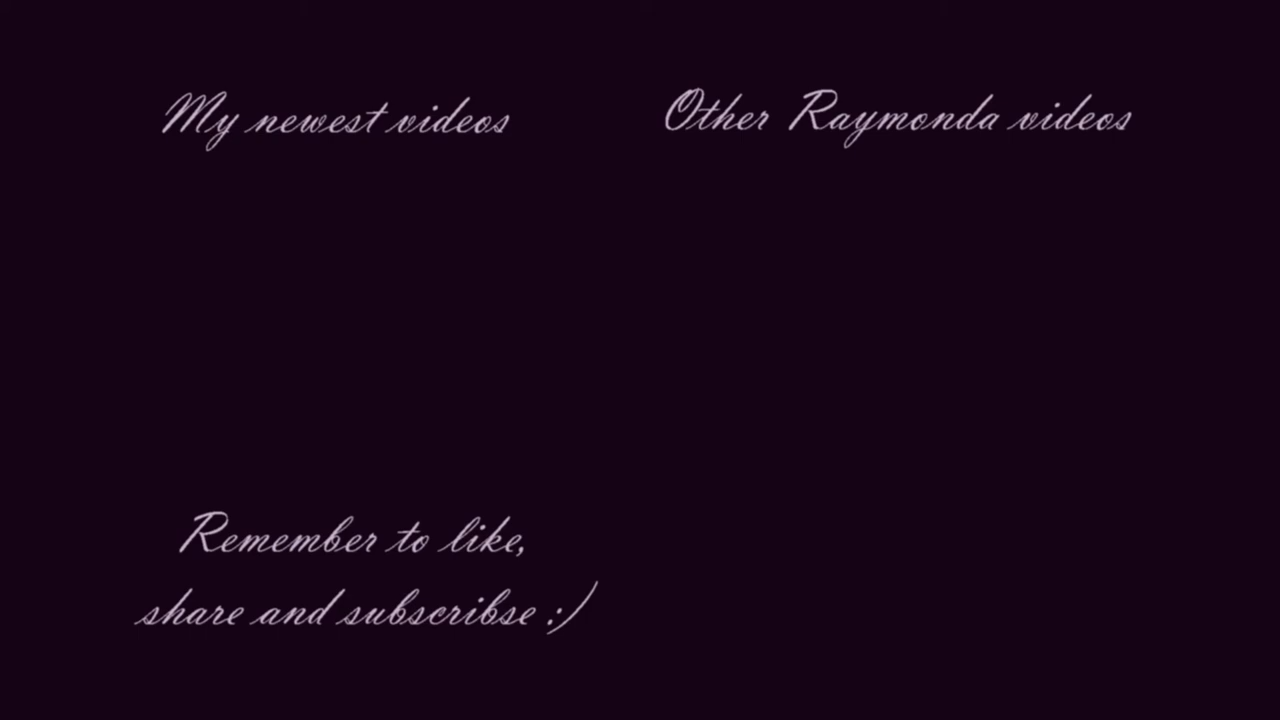 My newest videos
Other Raymonda videos
Remember to like,
share and subscribse :)